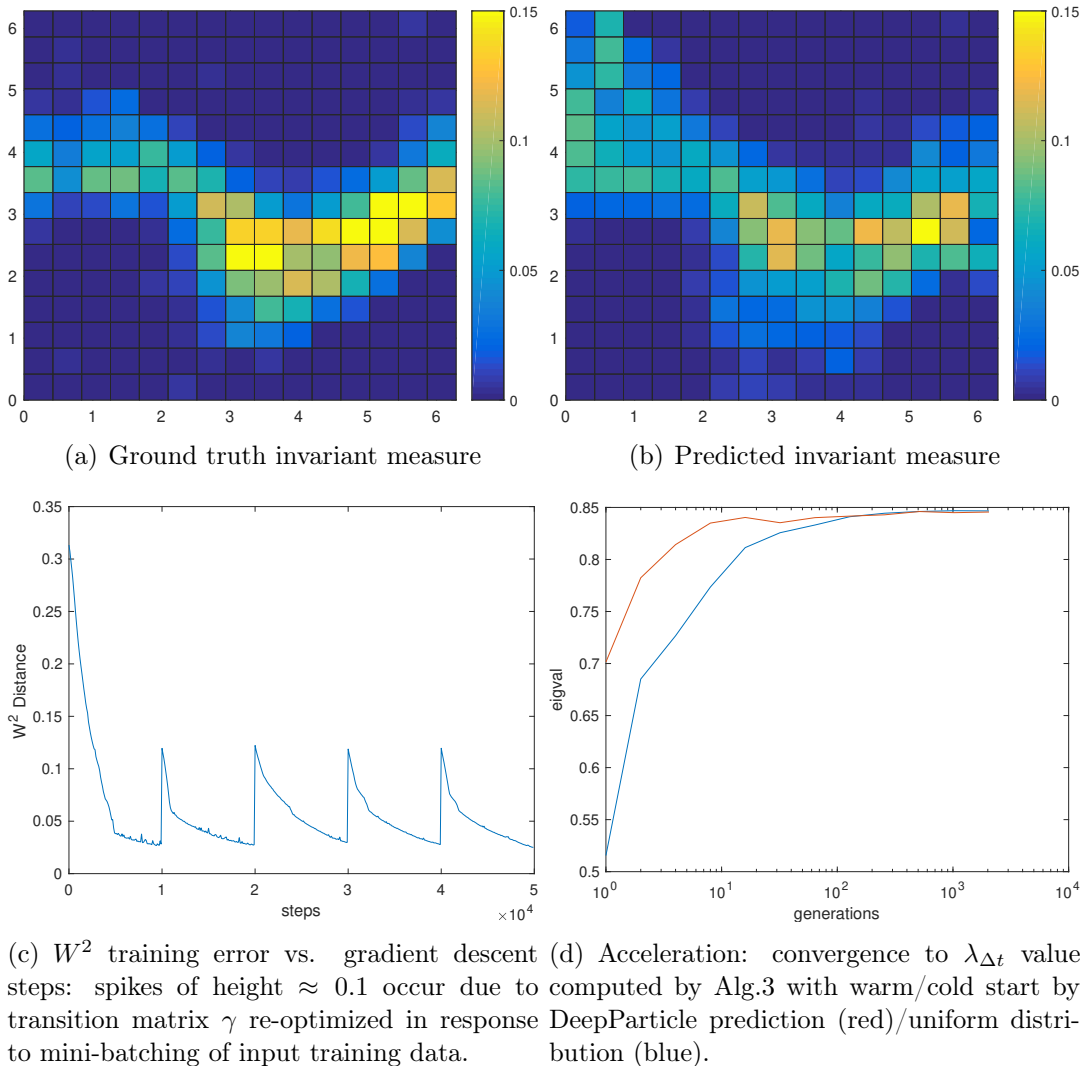 6
5
4
3
2
1
0
0 1 2 3 4 5 6
0.15
0.1
0.05
0
(a) Ground truth invariant measure
6
5
4
3
2
1
0
0 1 2 3 4 5 6
0.15
0.1
0.05
0
(b) Predicted invariant measure
0.35
0.3
0.25
0.2
0.15
0.1
0.05
0
W² Distance
0 1 2 3 4 5
steps
×10⁴
(c) W² training error vs. gradient descent
steps: spikes of height ≈ 0.1 occur due to
transition matrix γ re-optimized in response
to mini-batching of input training data.
0.85
0.8
0.75
0.7
0.65
0.6
0.55
0.5
eigval
10⁰ 10¹ 10² 10³ 10⁴
generations
(d) Acceleration: convergence to λ_Δt value
computed by Alg.3 with warm/cold start by
DeepParticle prediction (red)/uniform distri-
bution (blue).